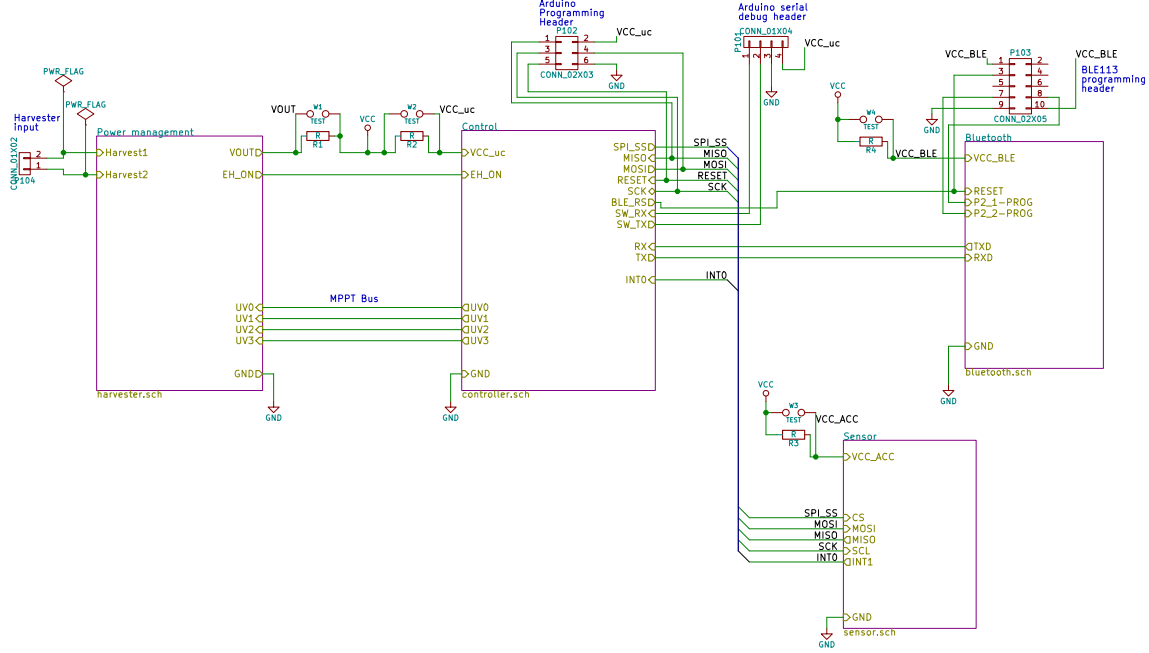 Arduino
Programming
Header
P102
VCC_uc
1 2
3 4
5 6
CONN_02X03
GND
Arduino serial
debug header
CONN_01X04
P101
1 2 3 4
VCC_uc
GND
VCC_BLE
P103
VCC_BLE
1 2
3 4
5 6
7 8
9 10
CONN_02X05
GND
BLE113
programming
header
PWR_FLAG
PWR_FLAG
Harvester
input
CONN_01X02
2
1
P104
Power management
Harvest1
Harvest2
VOUT
EH_ON
UV0
UV1
UV2
UV3
GND
harvester.sch
GND
VOUT
W1
TEST
R
R1
VCC
W2
TEST
R
R2
VCC_uc
MPPT Bus
Control
VCC_uc
EH_ON
UV0
UV1
UV2
UV3
GND
controller.sch
GND
SPI_SS
MISO
MOSI
RESET
SCK
BLE_RS
SW_RX
SW_TX
RX
TX
INT0
SPI_SS
MISO
MOSI
RESET
SCK
INT0
VCC
W4
TEST
R
R4
VCC_BLE
Bluetooth
VCC_BLE
RESET
P2_1-PROG
P2_2-PROG
TXD
RXD
GND
bluetooth.sch
GND
VCC
W3
TEST
R
R3
VCC_ACC
Sensor
VCC_ACC
SPI_SS
MOSI
MISO
SCK
INT0
CS
MOSI
MISO
SCL
INT1
GND
sensor.sch
GND